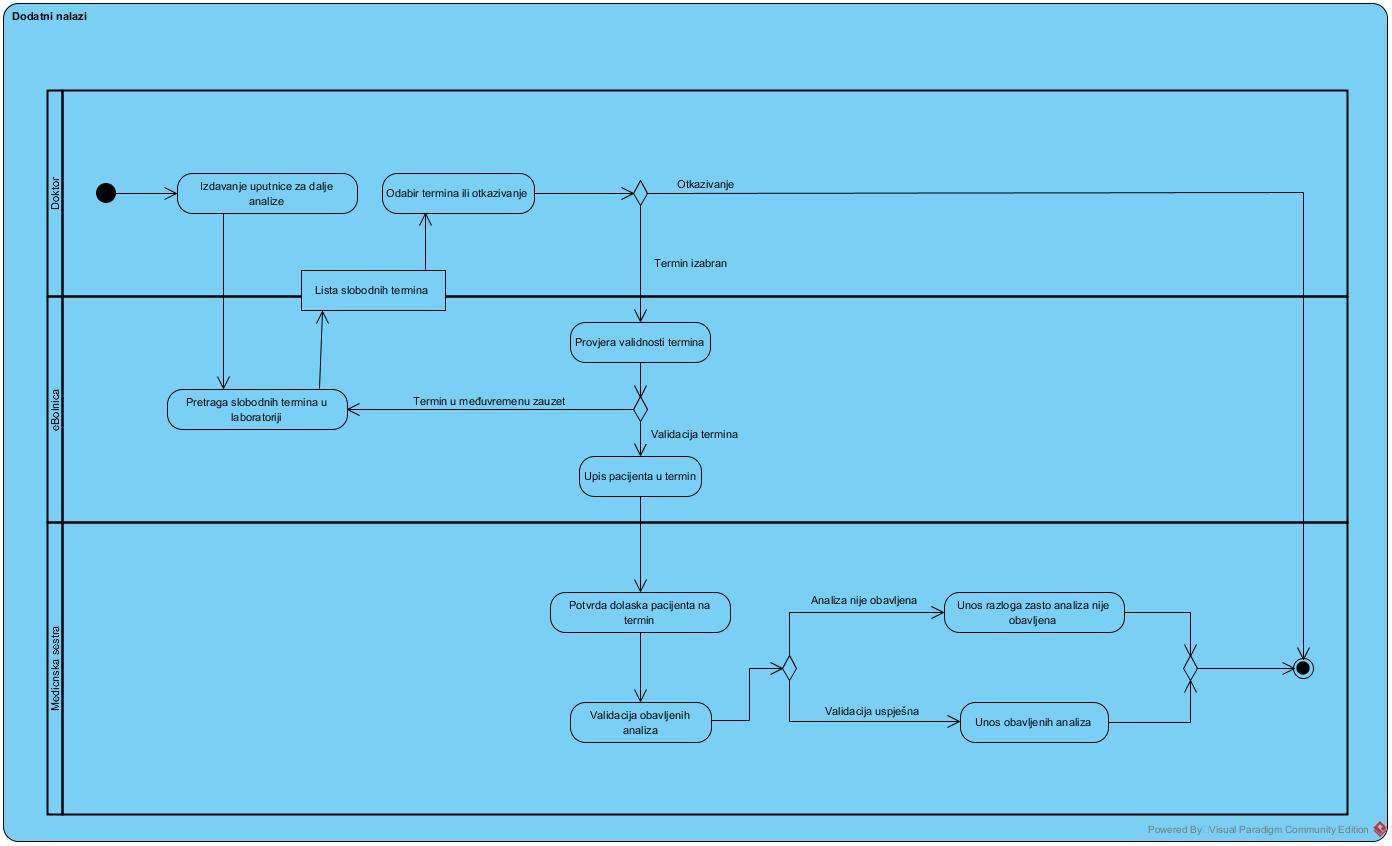 Dodatni nalazi
Doktor
Izdavanje uputnice za dalje
analize
Odabir termina ili otkazivanje
Otkazivanje
Termin izabran
Lista slobodnih termina
eBolnica
Provjera validnosti termina
Pretraga slobodnih termina u
laboratoriji
Termin u međuvremenu zauzet
Validacija termina
Upis pacijenta u termin
Medicnska sestra
Potvrda dolaska pacijenta na
termin
Analiza nije obavljena
Unos razloga zasto analiza nije
obavljena
Validacija obavljenih
analiza
Validacija uspješna
Unos obavljenih analiza
Powered By Visual Paradigm Community Edition